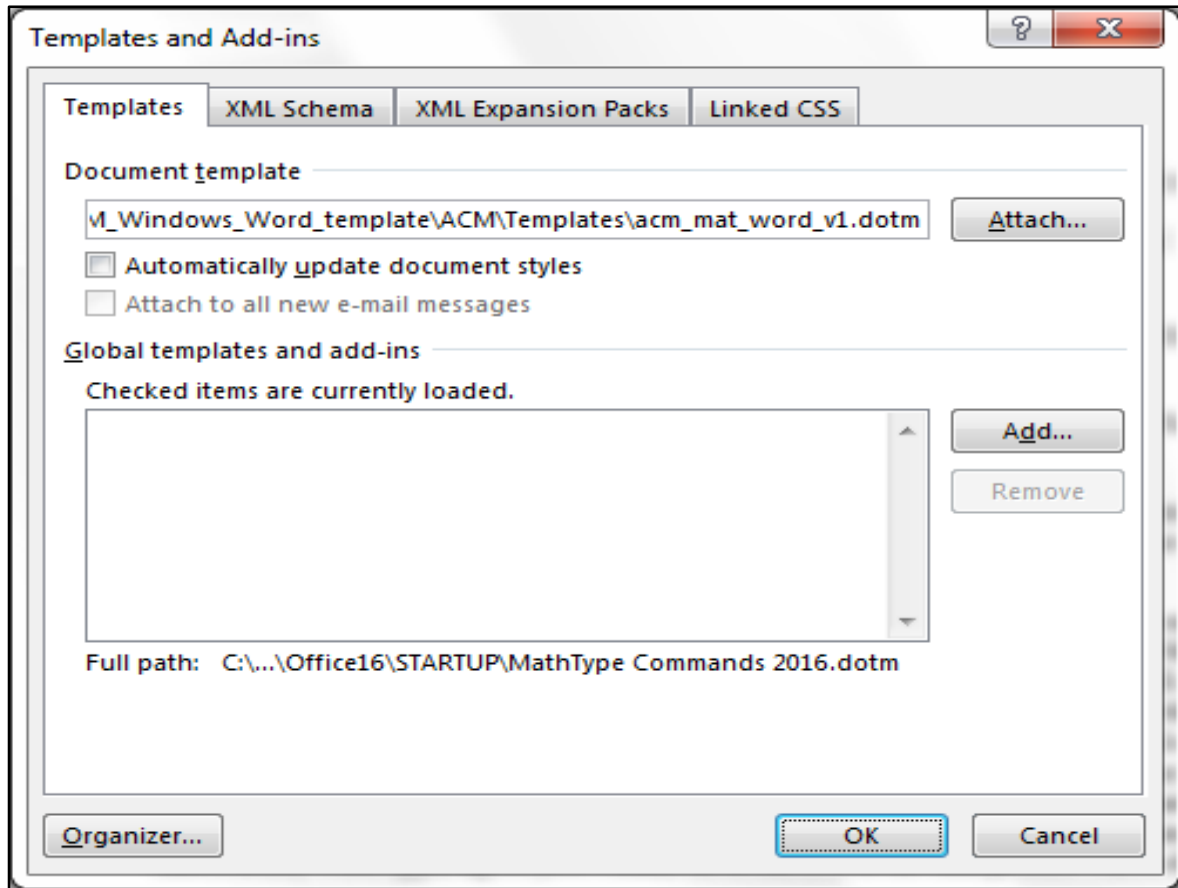 Templates and Add-ins
Templates XML Schema XML Expansion Packs Linked CSS
Document template
M_Windows_Word_template\ACM\Templates\acm_mat_word_v1.dotm Attach...
Automatically update document styles
Attach to all new e-mail messages
Global templates and add-ins
Checked items are currently loaded.
Add...
Remove
Full path: C:\...\Office16\STARTUP\MathType Commands 2016.dotm
Organizer... OK Cancel